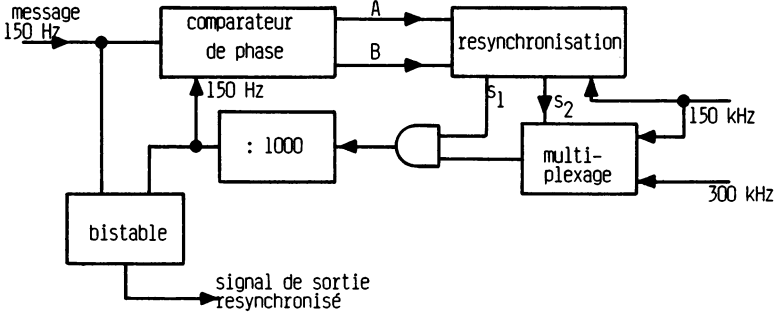 message
150 Hz
comparateur
de phase
A
B
resynchronisation
150 Hz
S1
S2
150 kHz
: 1000
multi-
plexage
300 kHz
bistable
signal de sortie
resynchronisé